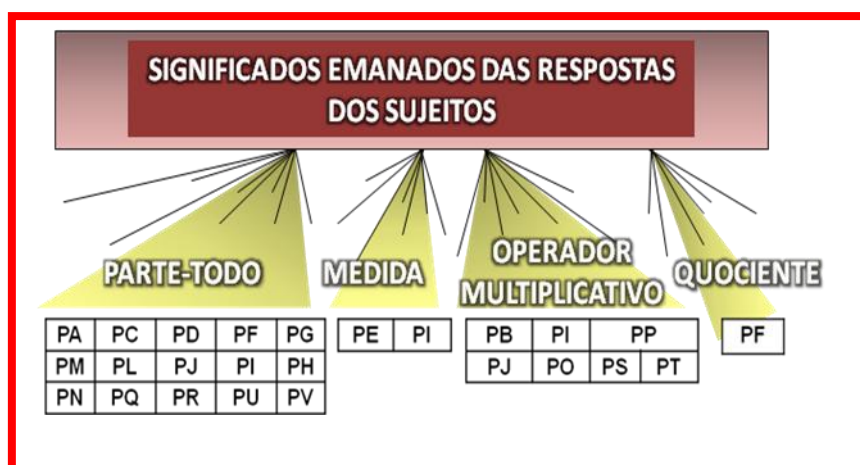 SIGNIFICADOS EMANADOS DAS RESPOSTAS
DOS SUJEITOS
PARTE-TODO
MEDIDA
OPERADOR
MULTIPLICATIVO
QUOCIENTE
PA PC PD PF PG
PM PL PJ PI PH
PN PQ PR PU PV
PE PI
PB PI PP
PJ PO PS PT
PF